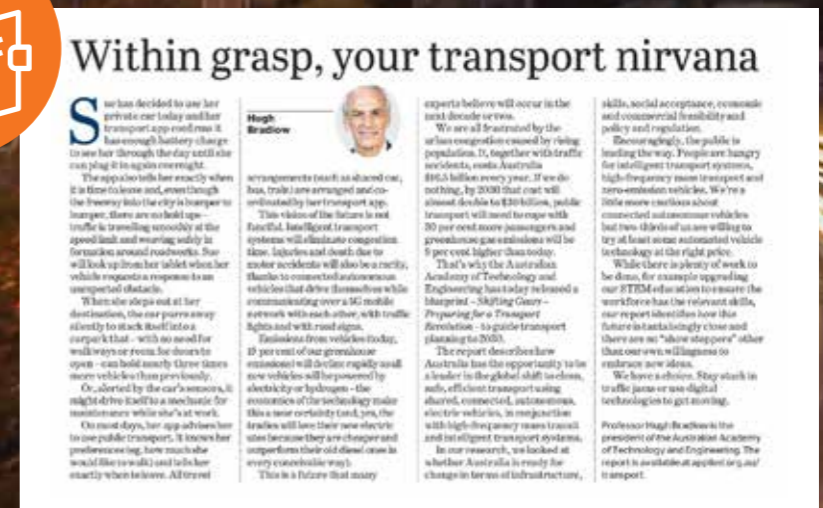 Within grasp, your transport nirvana
Sue has decided to use her
private car today and her
transport app confirms it
has enough battery charge
to see her through the day until she
can plug it in again overnight.
The app also tells her exactly when
it is time to leave and, even though
the freeway into the city is bumper to
bumper, there are no hold ups –
traffic is travelling smoothly at the
speed limit and weaving safely in
formation around roadworks. Sue
will look up from her tablet when her
vehicle requests a response to an
unexpected obstacle.
When she steps out at her
destination, the car purrs away
silently to stack itself into a
carpark that – with no need for
walkways or room for doors to
open – can hold nearly three times
more vehicles than previously.
Or, alerted by the car's sensors, it
might drive itself to a mechanic for
maintenance while she's at work.
On most days, her app advises her
to use public transport. It knows her
preferences (eg, how much she
would like to walk) and tells her
exactly when to leave. All travel
Hugh
Bradlow
arrangements (such as shared car,
bus, train) are arranged and co-
ordinated by her transport app.
This vision of the future is not
fanciful. Intelligent transport
systems will eliminate congestion
time. Injuries and death due to
motor accidents will also be a rarity,
thanks to connected autonomous
vehicles that drive themselves while
communicating over a 5G mobile
network with each other, with traffic
lights and with road signs.
Emissions from vehicles (today,
19 per cent of our greenhouse
emissions) will decline rapidly as all
new vehicles will be powered by
electricity or hydrogen – the
economics of the technology make
this a near certainty (and, yes, the
tradies will love their new electric
utes because they are cheaper and
outperform their old diesel ones in
every conceivable way).
This is a future that many
experts believe will occur in the
next decade or two.
We are all frustrated by the
urban congestion caused by rising
population. It, together with traffic
accidents, costs Australia
billion every year. If we do
nothing, by 2030 that cost will
almost double to $30 billion, public
transport will need to cope with
30 per cent more passengers and
greenhouse gas emissions will be
per cent higher than today.
That's why the Australian
Academy of Technology and
Engineering has today released a
blueprint – Shifting Gears –
Preparing for a Transport
Revolution – to guide transport
planning to 2030.
The report describes how
Australia has the opportunity to be
a leader in the global shift to clean,
safe, efficient transport using
shared, connected, autonomous,
electric vehicles, in conjunction
with high-frequency mass transit
and intelligent transport systems.
In our research, we looked at
whether Australia is ready for
change in terms of infrastructure,
skills, social acceptance, economic
and commercial feasibility and
policy and regulation.
Encouragingly, the public is
leading the way. People are hungry
for intelligent transport systems,
high-frequency mass transport and
zero-emission vehicles. We're a
little more cautious about
connected autonomous vehicles
but two-thirds of us are willing to
try at least some automated vehicle
technology at the right price.
While there is plenty of work to
be done, for example upgrading
our STEM education to ensure the
workforce has the relevant skills,
our report identifies how this
future is tantalisingly close and
there are no "show stoppers" other
than our own willingness to
embrace new ideas.
We have a choice. Stay stuck in
traffic jams or use digital
technologies to get moving.
Professor Hugh Bradlow is the
president of the Australian Academy
of Technology and Engineering. The
report is available at applied.org.au/
transport